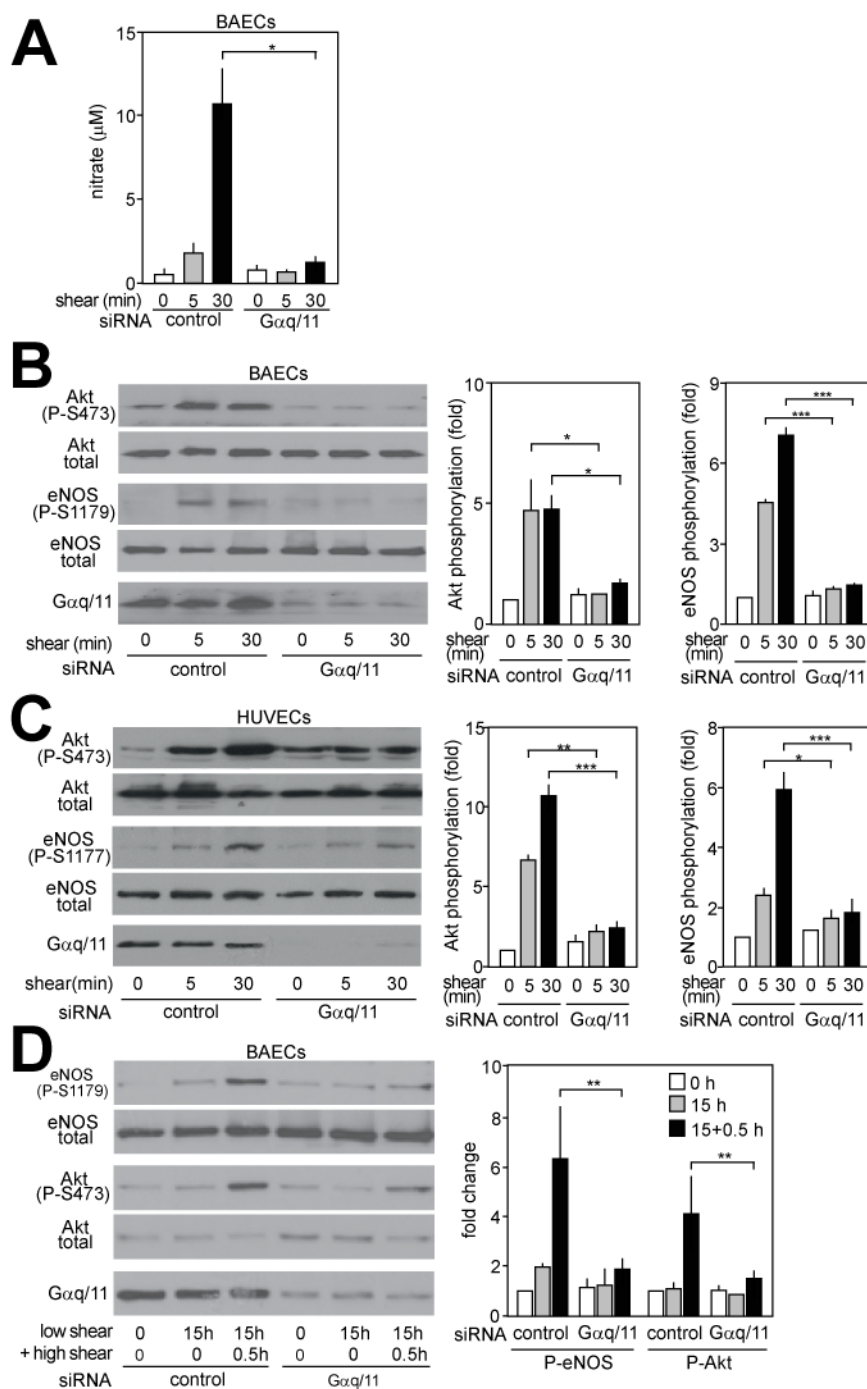 A
BAECs
15
10
5
0
nitrate (μM)
*
shear (min) 0 5 30 0 5 30
siRNA control Gαq/11
B
BAECs
Akt
(P-S473)
Akt
total
eNOS
(P-S1179)
eNOS
total
Gαq/11
shear (min) 0 5 30 0 5 30
siRNA control Gαq/11
Akt phosphorylation (fold)
10
5
0
*
*
shear
(min) 0 5 30 0 5 30
siRNA control Gαq/11
eNOS phosphorylation (fold)
9
6
3
0
***
***
shear
(min) 0 5 30 0 5 30
siRNA control Gαq/11
C
HUVECs
Akt
(P-S473)
Akt
total
eNOS
(P-S1177)
eNOS
total
Gαq/11
shear(min) 0 5 30 0 5 30
siRNA control Gαq/11
Akt phosphorylation (fold)
15
10
5
0
**
***
shear
(min) 0 5 30 0 5 30
siRNA control Gαq/11
eNOS phosphorylation (fold)
8
6
4
2
0
***
*
shear
(min) 0 5 30 0 5 30
siRNA control Gαq/11
D
BAECs
eNOS
(P-S1179)
eNOS
total
Akt
(P-S473)
Akt
total
Gαq/11
low shear 0 15h 15h 0 15h 15h
+ high shear 0 0 0.5h 0 0 0.5h
siRNA control Gαq/11
fold change
10
8
6
4
2
0
**
**
0 h
15 h
15+0.5 h
siRNA control Gαq/11 control Gαq/11
P-eNOS P-Akt